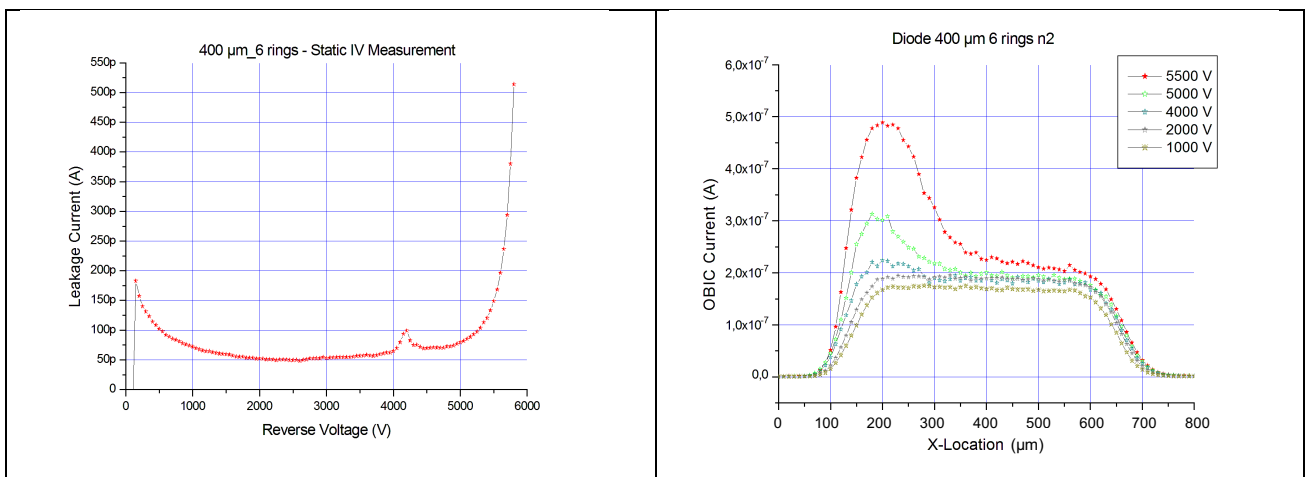 400 µm_6 rings - Static IV Measurement
550p
500p
450p
400p
350p
300p
250p
200p
150p
100p
50p
0
Leakage Current (A)
0 1000 2000 3000 4000 5000 6000
Reverse Voltage (V)
Diode 400 µm 6 rings n2
6,0x10⁻⁷
5,0x10⁻⁷
4,0x10⁻⁷
3,0x10⁻⁷
2,0x10⁻⁷
1,0x10⁻⁷
0,0
OBIC Current (A)
5500 V
5000 V
4000 V
2000 V
1000 V
0 100 200 300 400 500 600 700 800
X-Location (µm)